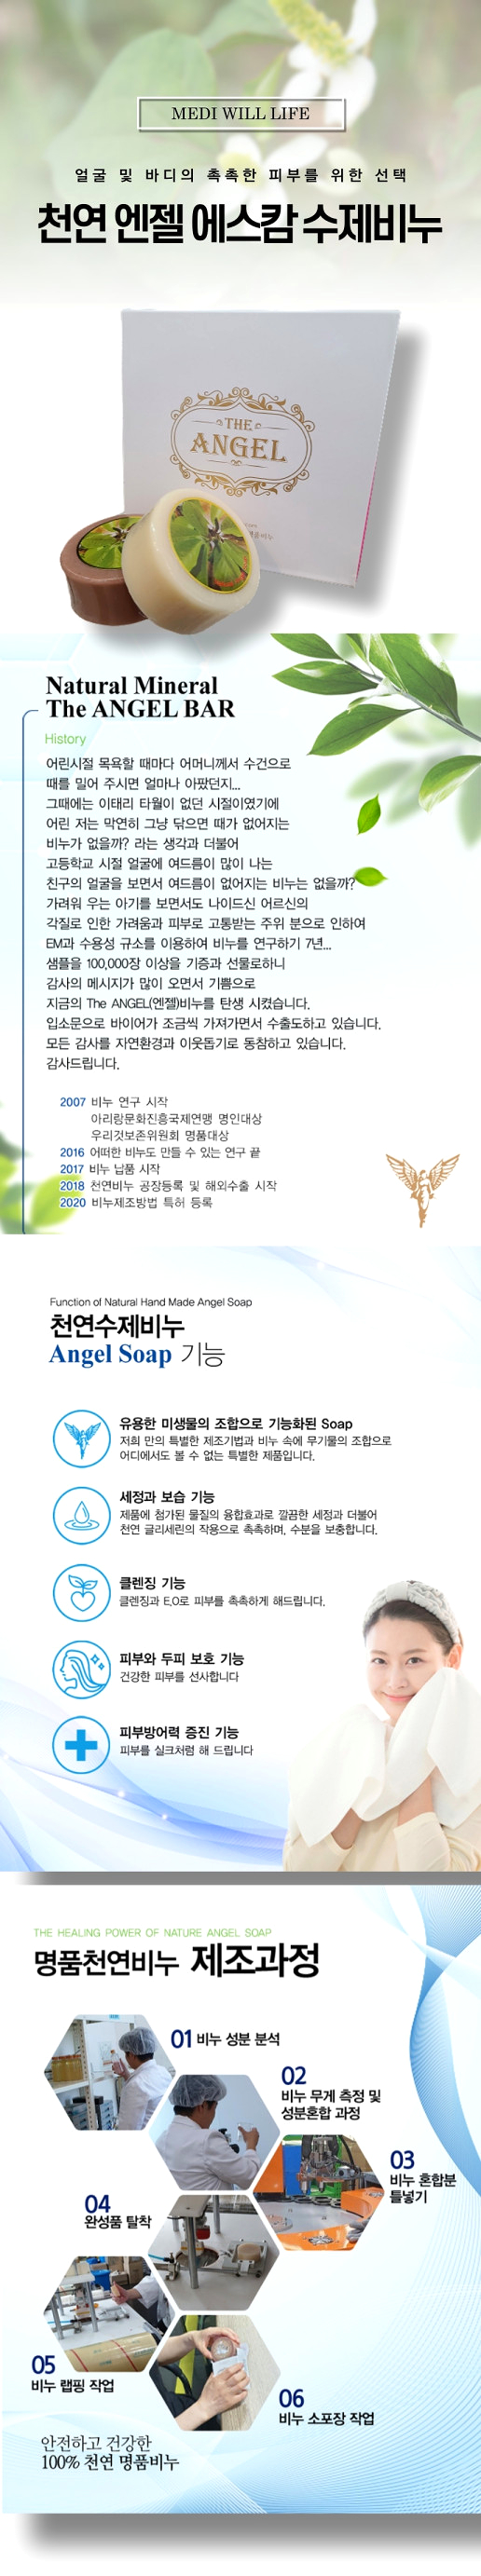 MEDI WILL LIFE
얼굴 및 바디의 촉촉한 피부를 위한 선택
천연 엔젤 에스캄 수제비누
THE
ANGEL
Natural Mineral
The ANGEL BAR
History
어린시절 목욕할 때마다 어머니께서 수건으로
때를 밀어 주시면 얼마나 아팠던지...
그때에는 이태리 타월이 없던 시절이였기에
어린 저는 막연히 그냥 닦으면 때가 없어지는
비누가 없을까? 라는 생각과 더불어
고등학교 시절 얼굴에 여드름이 많이 나는
친구의 얼굴을 보면서 여드름이 없어지는 비누는 없을까?
가려워 우는 아기를 보면서도 나이드신 어르신의
각질로 인한 가려움과 피부로 고통받는 주위 분으로 인하여
EM과 수용성 규소를 이용하여 비누를 연구하기 7년...
샘플을 100,000장 이상을 기증과 선물로하니
감사의 메시지가 많이 오면서 기쁨으로
지금의 The ANGEL(엔젤)비누를 탄생 시켰습니다.
입소문으로 바이어가 조금씩 가져가면서 수출도하고 있습니다.
모든 감사를 자연환경과 이웃돕기로 동참하고 있습니다.
감사드립니다.
2007 비누 연구 시작
아리랑문화진흥국제연맹 명인대상
우리것보존위원회 명품대상
2016 어떠한 비누도 만들 수 있는 연구 끝
2017 비누 납품 시작
2018 천연비누 공장등록 및 해외수출 시작
2020 비누제조방법 특허 등록
Function of Natural Hand Made Angel Soap
천연수제비누
Angel Soap 기능
유용한 미생물의 조합으로 기능화된 Soap
저희 만의 특별한 제조기법과 비누 속에 무기물의 조합으로
어디에서도 볼 수 없는 특별한 제품입니다.
세정과 보습 기능
제품에 첨가된 물질의 융합효과로 깔끔한 세정과 더불어
천연 글리세린의 작용으로 촉촉하며, 수분을 보충합니다.
클렌징 기능
클렌징과 E.O로 피부를 촉촉하게 해드립니다.
피부와 두피 보호 기능
건강한 피부를 선사합니다
피부방어력 증진 기능
피부를 실크처럼 해 드립니다
THE HEALING POWER OF NATURE ANGEL SOAP
명품천연비누 제조과정
01 비누 성분 분석
02
비누 무게 측정 및
성분혼합 과정
03
비누 혼합분
틀넣기
04
완성품 탈착
05
비누 랩핑 작업
06
비누 소포장 작업
안전하고 건강한
100% 천연 명품비누